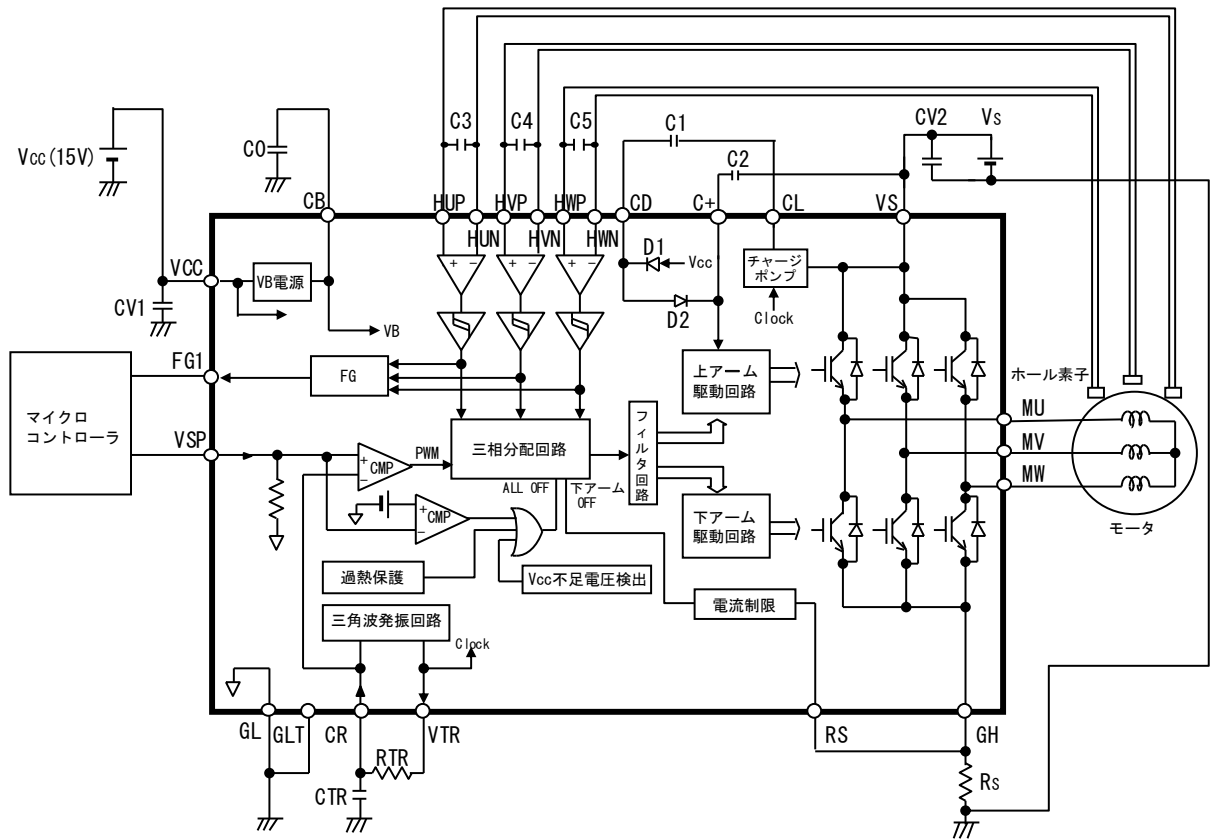 C3
C4
C5
C1
C2
CV2
Vs
VCC(15V)
C0
CB
HUP
HVP
HWP
CD
C+
CL
VS
HUN
HVN
HWN
VCC
VB電源
CV1
VB
+ −
+ −
+ −
D1
Vcc
D2
チャージ
ポンプ
Clock
FG1
FG
上アーム
駆動回路
ホール素子
MU
マイクロ
コントローラ
VSP
+
−
CMP
PWM
三相分配回路
フィルタ回路
MV
MW
ALL OFF
下アーム
OFF
+
−
CMP
下アーム
駆動回路
モータ
過熱保護
Vcc不足電圧検出
電流制限
三角波発振回路
Clock
GL
GLT
CR
VTR
RS
GH
RTR
CTR
Rs